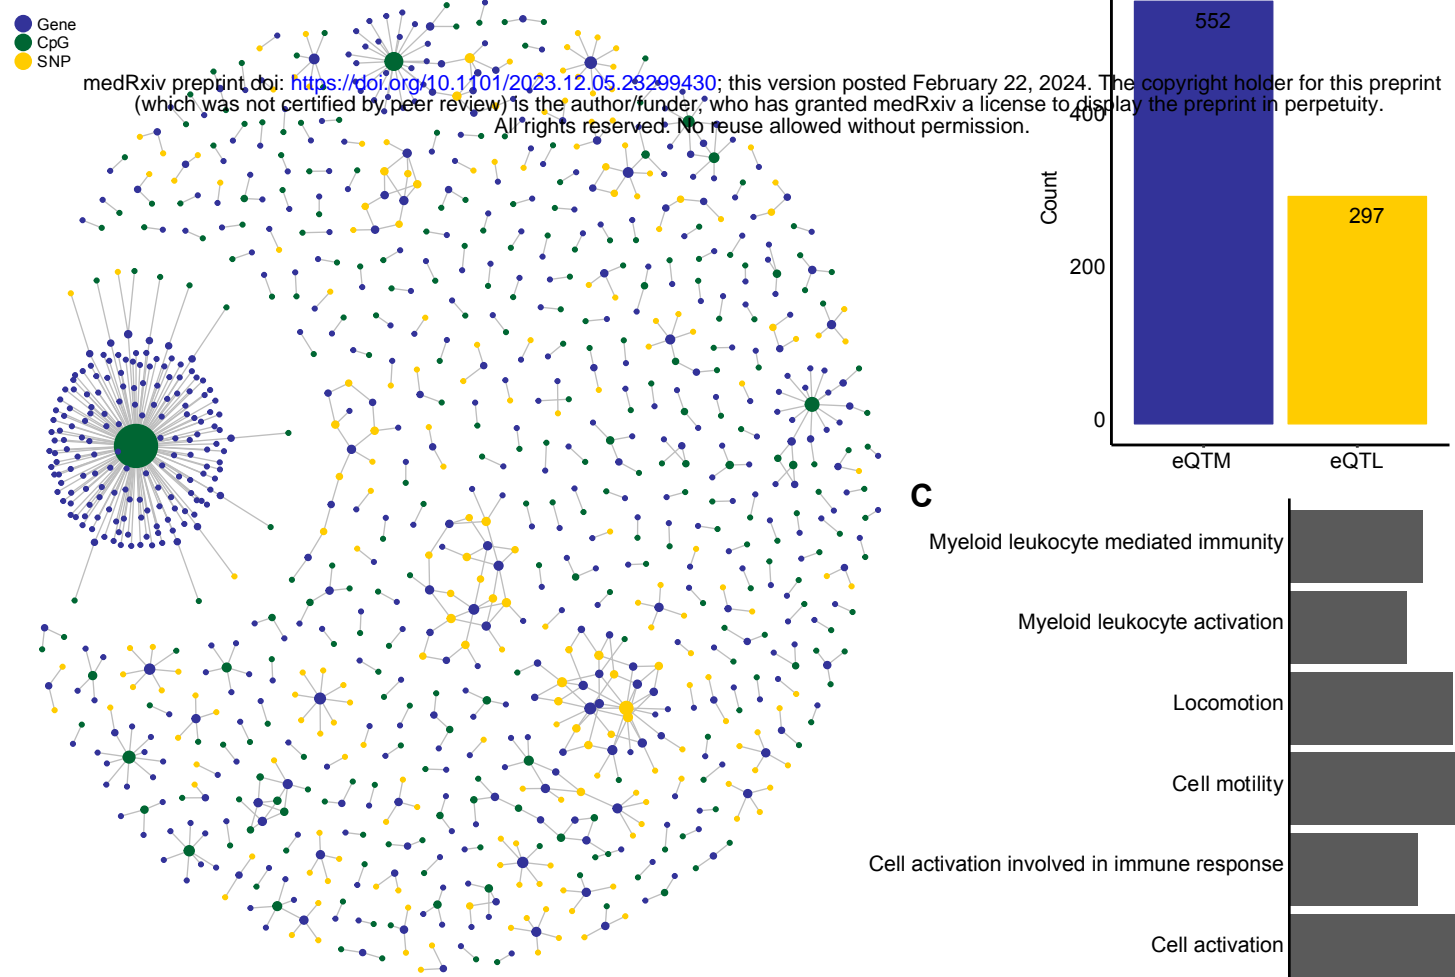 Gene
CpG
SNP
medRxiv preprint doi: https://doi.org/10.1101/2023.12.05.23299430; this version posted February 22, 2024. The copyright holder for this preprint
(which was not certified by peer review) is the author/funder, who has granted medRxiv a license to display the preprint in perpetuity.
All rights reserved. No reuse allowed without permission.
552
400
Count
297
200
0
eQTM
eQTL
C
Myeloid leukocyte mediated immunity
Myeloid leukocyte activation
Locomotion
Cell motility
Cell activation involved in immune response
Cell activation